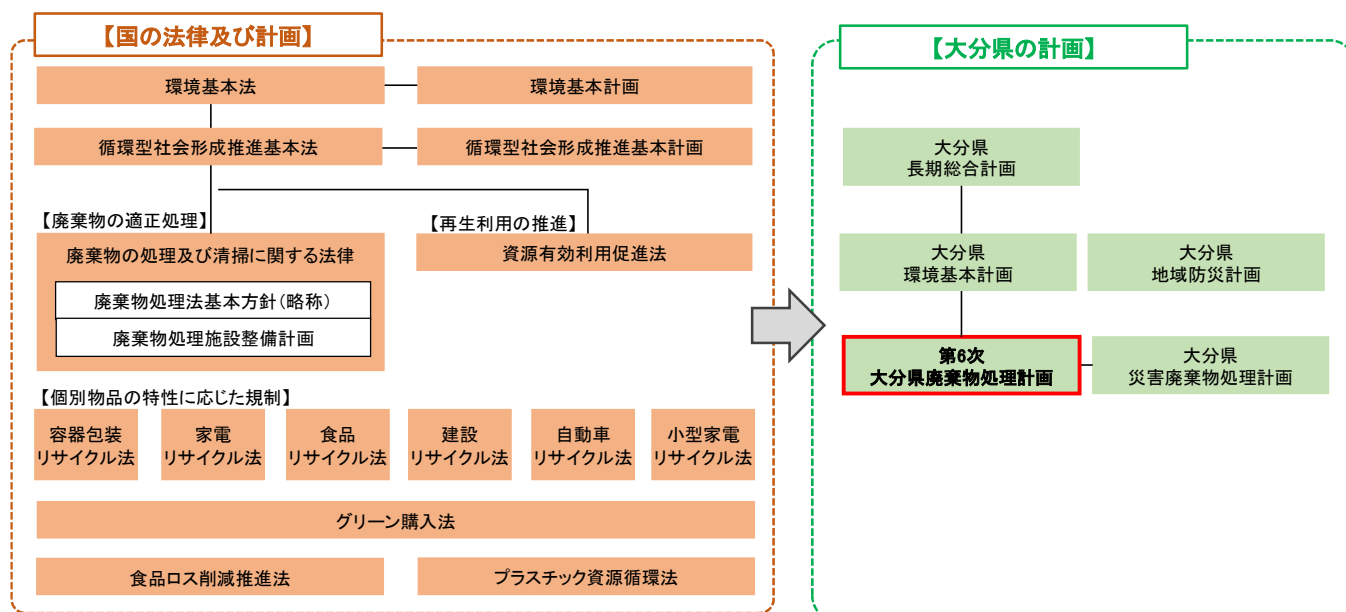 【国の法律及び計画】
環境基本法
環境基本計画
循環型社会形成推進基本法
循環型社会形成推進基本計画
【廃棄物の適正処理】
【再生利用の推進】
廃棄物の処理及び清掃に関する法律
資源有効利用促進法
廃棄物処理法基本方針（略称）
廃棄物処理施設整備計画
【個別物品の特性に応じた規制】
容器包装
リサイクル法
家電
リサイクル法
食品
リサイクル法
建設
リサイクル法
自動車
リサイクル法
小型家電
リサイクル法
グリーン購入法
食品ロス削減推進法
プラスチック資源循環法
【大分県の計画】
大分県
長期総合計画
大分県
環境基本計画
大分県
地域防災計画
第6次
大分県廃棄物処理計画
大分県
災害廃棄物処理計画